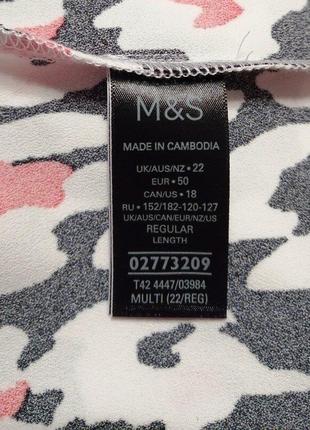 M&S
MADE IN CAMBODIA
UK/AUS/NZ • 22
EUR • 50
CAN/US • 18
RU • 152/182-120-127
UK/AUS/CAN/EUR/NZ/US
REGULAR
LENGTH
02773209
T42 4447/03984
MULTI (22/REG)